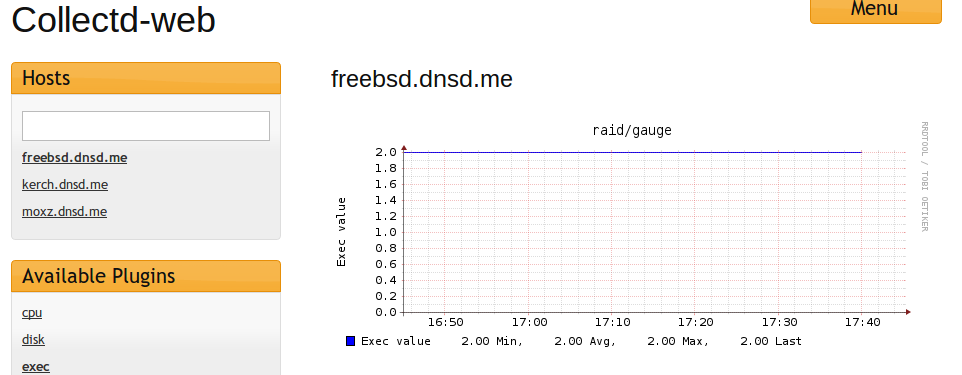 Collectd-web
Menu
Hosts
freebsd.dnsd.me
kerch.dnsd.me
moxz.dnsd.me
Available Plugins
cpu
disk
exec
freebsd.dnsd.me
raid/gauge
RRDTOOL / TOBI OETIKER
Exec value
2.0
1.8
1.6
1.4
1.2
1.0
0.8
0.6
0.4
0.2
0.0
16:50 17:00 17:10 17:20 17:30 17:40
Exec value 2.00 Min, 2.00 Avg, 2.00 Max, 2.00 Last